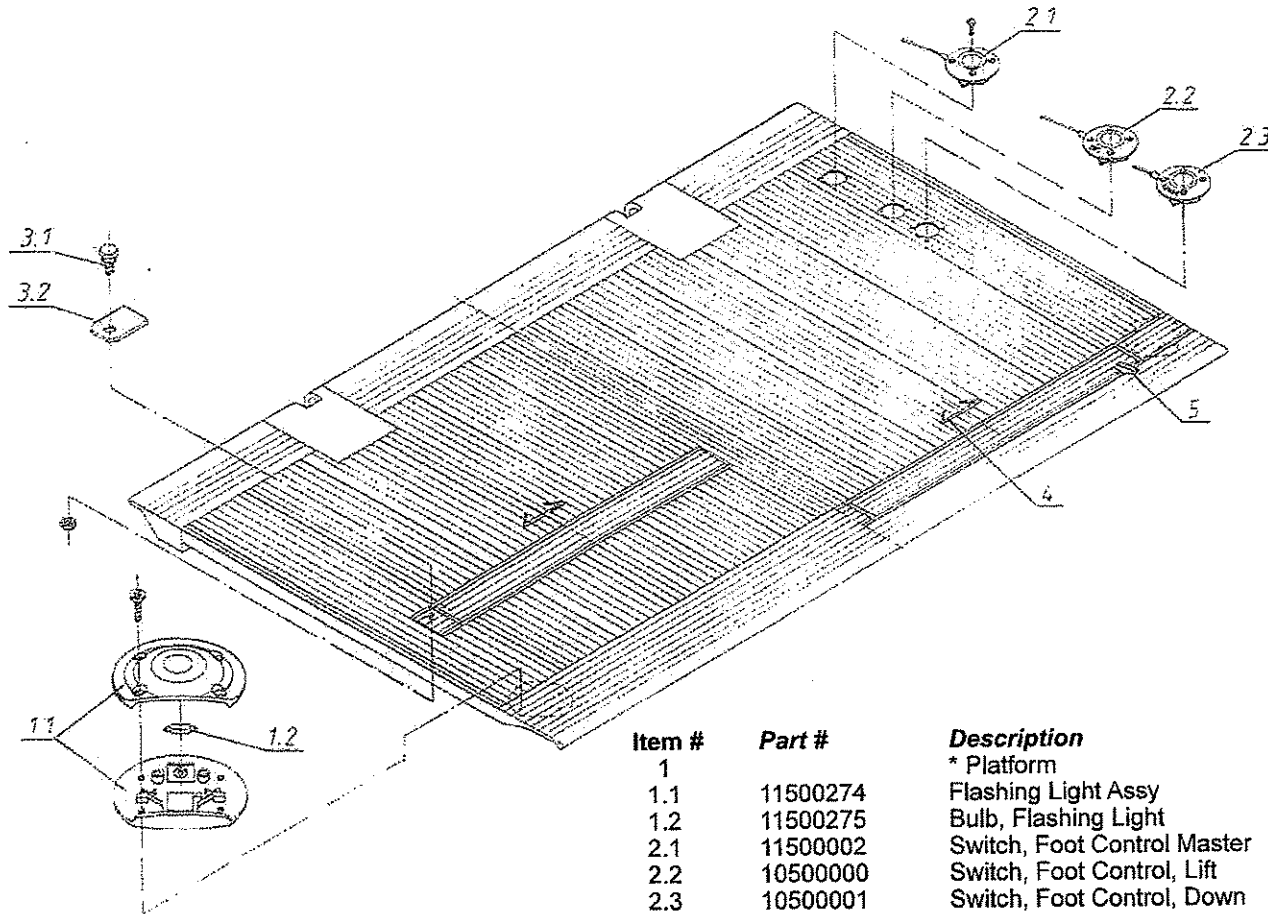 2.1
2.2
2.3
3.1
3.2
5
4
1.1
1.2
Item # Part # Description
1 * Platform
1.1 11500274 Flashing Light Assy
1.2 11500275 Bulb, Flashing Light
2.1 11500002 Switch, Foot Control Master
2.2 10500000 Switch, Foot Control, Lift
2.3 10500001 Switch, Foot Control, Down